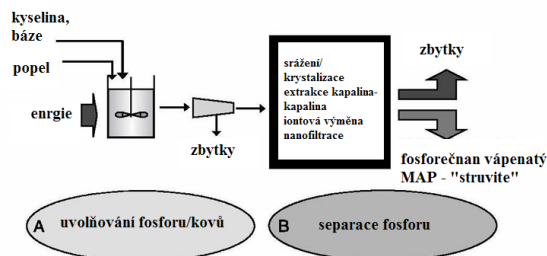 kyselina,
báze
popel
enrgie
zbytky
srážení/
krystalizace
extrakce kapalina-
kapalina
iontová výměna
nanofiltrace
zbytky
fosforečnan vápenatý
MAP - "struvite"
A uvolňování fosforu/kovů
B separace fosforu